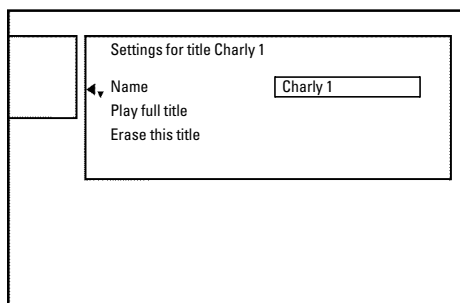 Settings for title Charly 1
Name Charly 1
Play full title
Erase this title